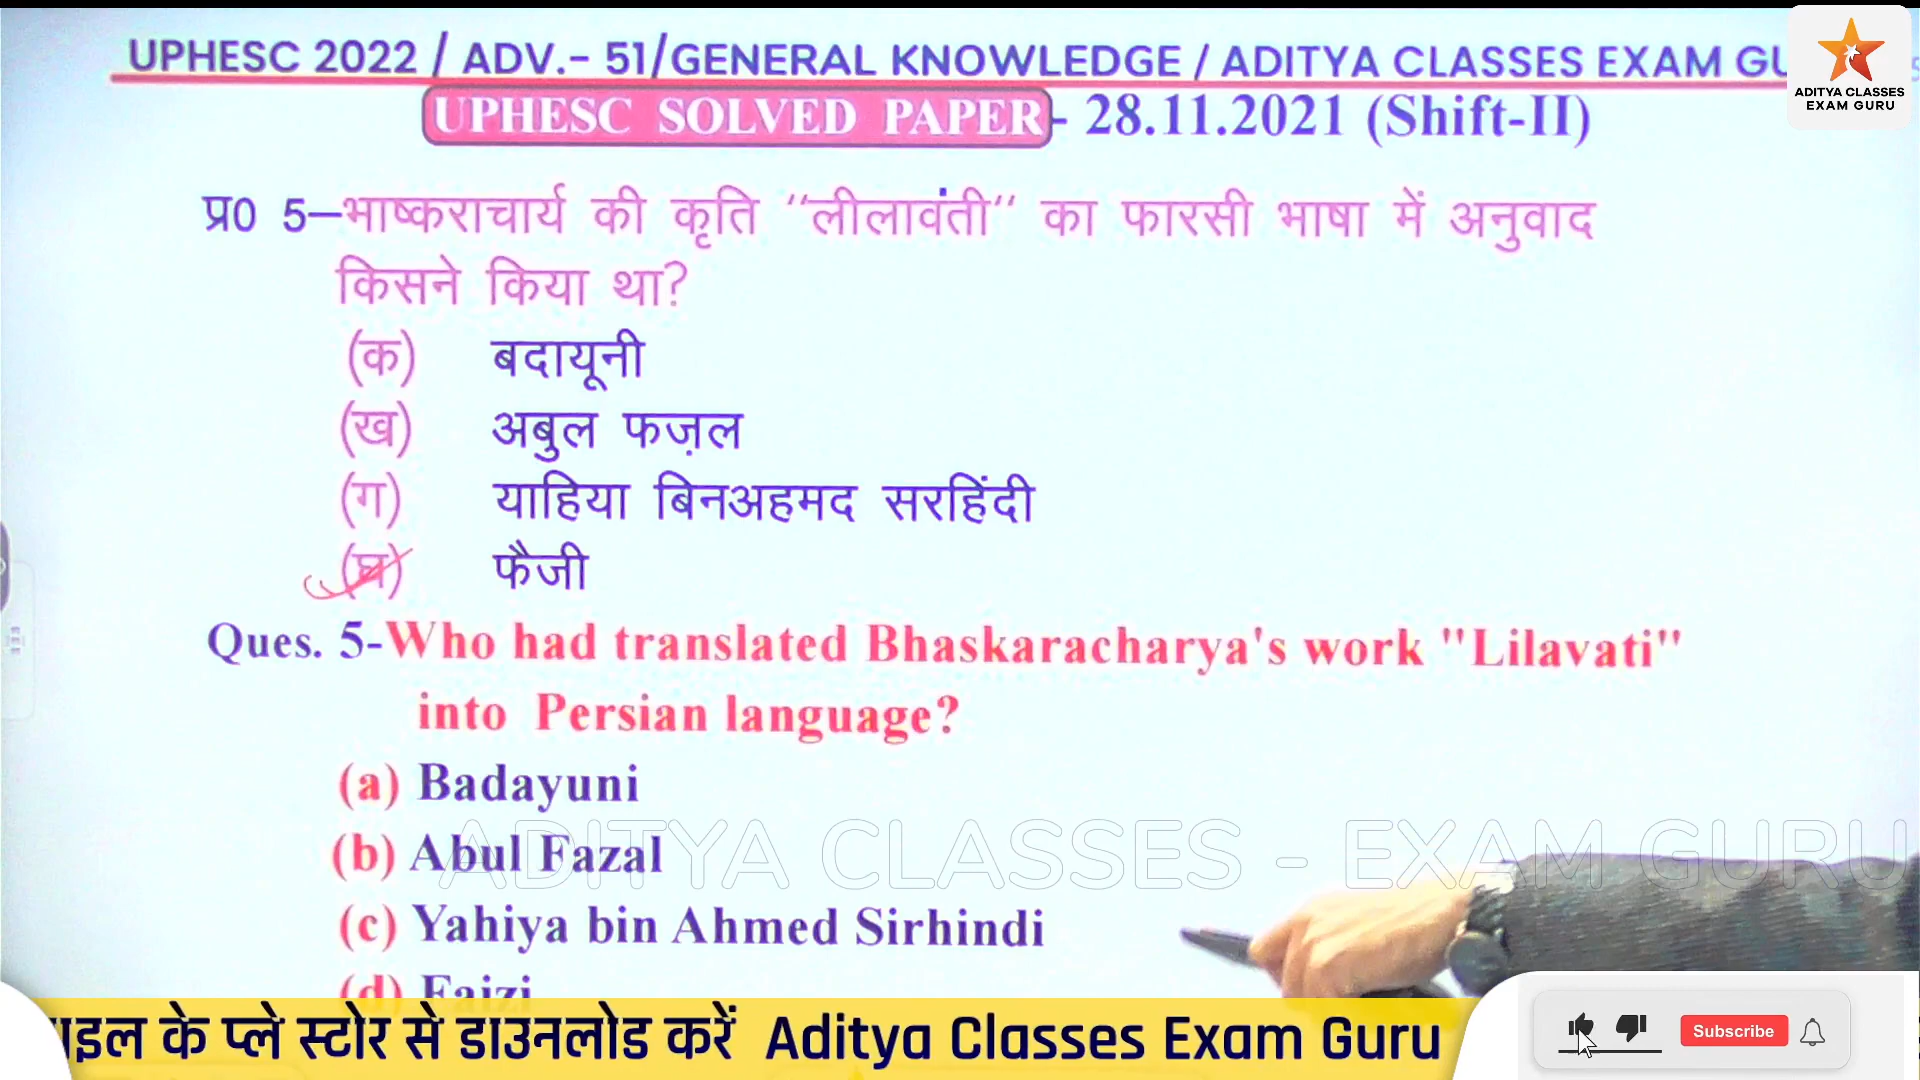 UPHESC 2022 / ADV.- 51/GENERAL KNOWLEDGE / ADITYA CLASSES EXAM
ADITYA CLASSES
EXAM GURU
UPHESC SOLVED PAPER - 28.11.2021 (Shift-II)
प्र0 5–भाष्कराचार्य की कृति "लीलावंती" का फारसी भाषा में अनुवाद
किसने किया था?
(क) बदायूनी
(ख) अबुल फज़ल
(ग) याहिया बिनअहमद सरहिंदी
(घ) फैजी
Ques. 5-Who had translated Bhaskaracharya's work "Lilavati"
into Persian language?
(a) Badayuni
(b) Abul Fazal
ADITYA CLASSES - EXAM GURU
(c) Yahiya bin Ahmed Sirhindi
(d) Faizi
के प्ले स्टोर से डाउनलोड करें Aditya Classes Exam Guru
Subscribe